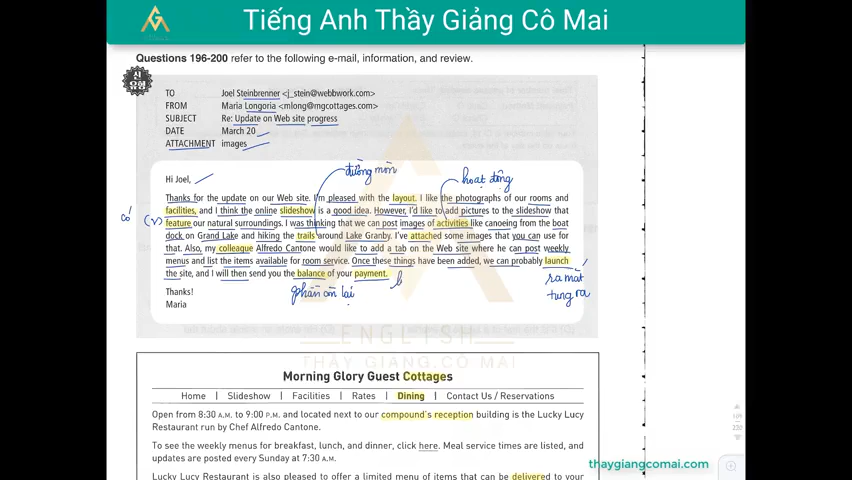 Tiếng Anh Thầy Giảng Cô Mai
Questions 196-200 refer to the following e-mail, information, and review.
TO Joel Steinbrenner <j_stein@webbwork.com>
FROM Maria Longoria <mlong@mgcottages.com>
SUBJECT Re: Update on Web site progress
DATE March 20
ATTACHMENT images
đường mòn
hoạt động
Hi Joel,
Thanks for the update on our Web site. I'm pleased with the layout. I like the photographs of our rooms and
facilities, and I think the online slideshow is a good idea. However, I'd like to add pictures to the slideshow that
có (v) feature our natural surroundings. I was thinking that we can post images of activities like canoeing from the boat
dock on Grand Lake and hiking the trails around Lake Granby. I've attached some images that you can use for
that. Also, my colleague Alfredo Cantone would like to add a tab on the Web site where he can post weekly
menus and list the items available for room service. Once these things have been added, we can probably launch
the site, and I will then send you the balance of your payment.
phần còn lại
ra mắt
tung ra
Thanks!
Maria
ENGLISH
THẦY GIẢNG.CÔ MAI
Morning Glory Guest Cottages
Home | Slideshow | Facilities | Rates | Dining | Contact Us / Reservations
Open from 8:30 A.M. to 9:00 P.M. and located next to our compound's reception building is the Lucky Lucy
Restaurant run by Chef Alfredo Cantone.
To see the weekly menus for breakfast, lunch, and dinner, click here. Meal service times are listed, and
updates are posted every Sunday at 7:30 A.M.
Lucky Lucy Restaurant is also pleased to offer a limited menu of items that can be delivered to your
thaygiangcomai.com